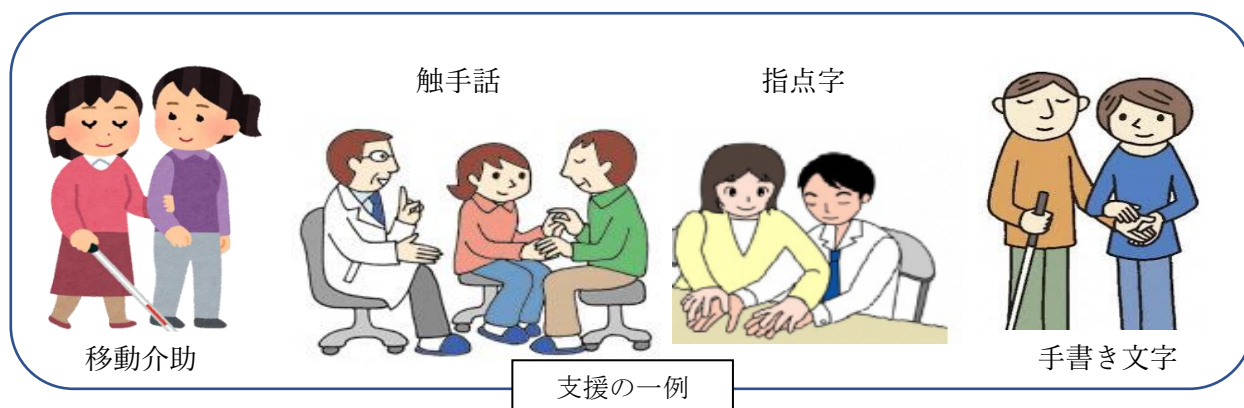 触手話
指点字
移動介助
手書き文字
支援の一例